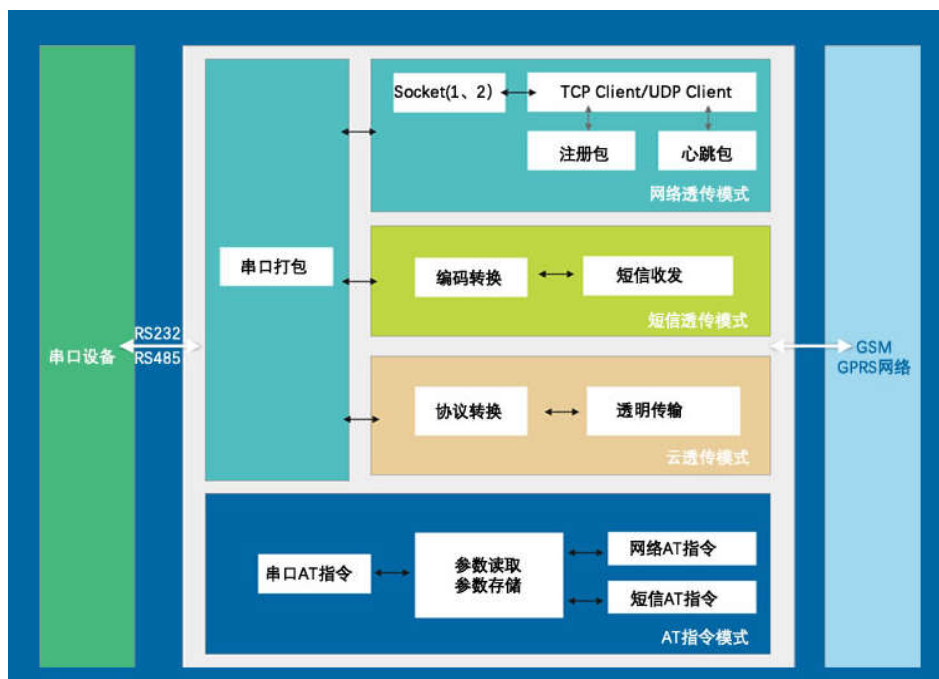 串口设备
RS232
RS485
串口打包
Socket(1、2)
TCP Client/UDP Client
注册包
心跳包
网络透传模式
编码转换
短信收发
短信透传模式
协议转换
透明传输
云透传模式
串口AT指令
参数读取
参数存储
网络AT指令
短信AT指令
AT指令模式
GSM
GPRS网络